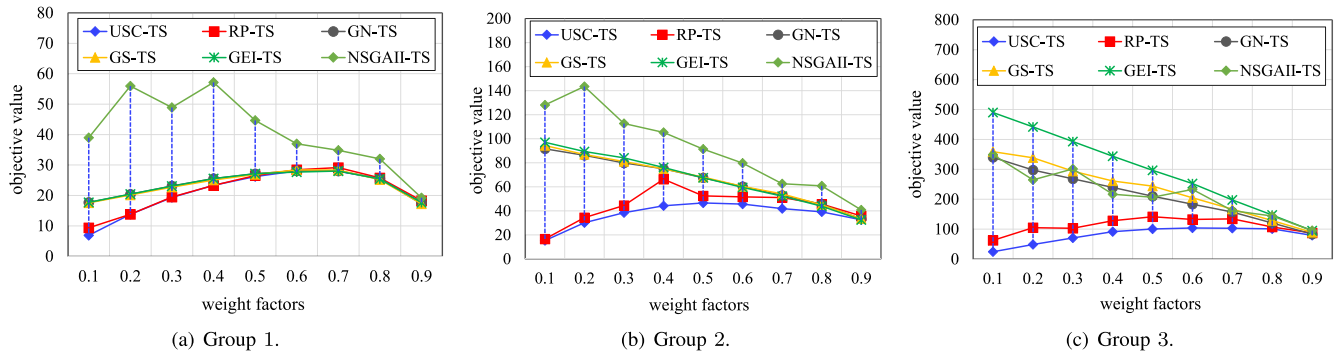 80
70
60
50
40
30
20
10
0
objective value
USC-TS RP-TS GN-TS
GS-TS GEI-TS NSGAII-TS
0.1 0.2 0.3 0.4 0.5 0.6 0.7 0.8 0.9
weight factors
(a) Group 1.
200
180
160
140
120
100
80
60
40
20
0
objective value
USC-TS RP-TS GN-TS
GS-TS GEI-TS NSGAII-TS
0.1 0.2 0.3 0.4 0.5 0.6 0.7 0.8 0.9
weight factors
(b) Group 2.
800
700
600
500
400
300
200
100
0
objective value
USC-TS RP-TS GN-TS
GS-TS GEI-TS NSGAII-TS
0.1 0.2 0.3 0.4 0.5 0.6 0.7 0.8 0.9
weight factors
(c) Group 3.